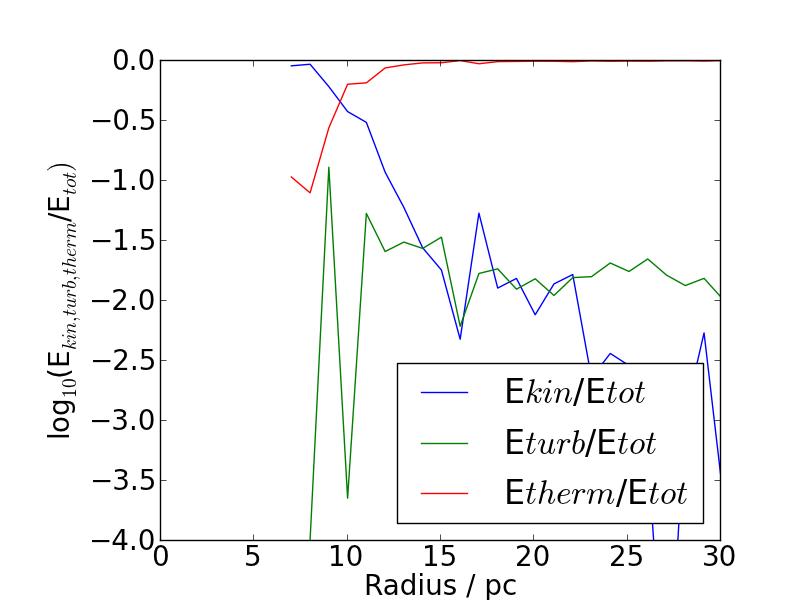 log10(Ekin,turb,therm/Etot)
0.0
−0.5
−1.0
−1.5
−2.0
−2.5
−3.0
−3.5
−4.0
Ekin/Etot
Eturb/Etot
Etherm/Etot
0 5 10 15 20 25 30
Radius / pc